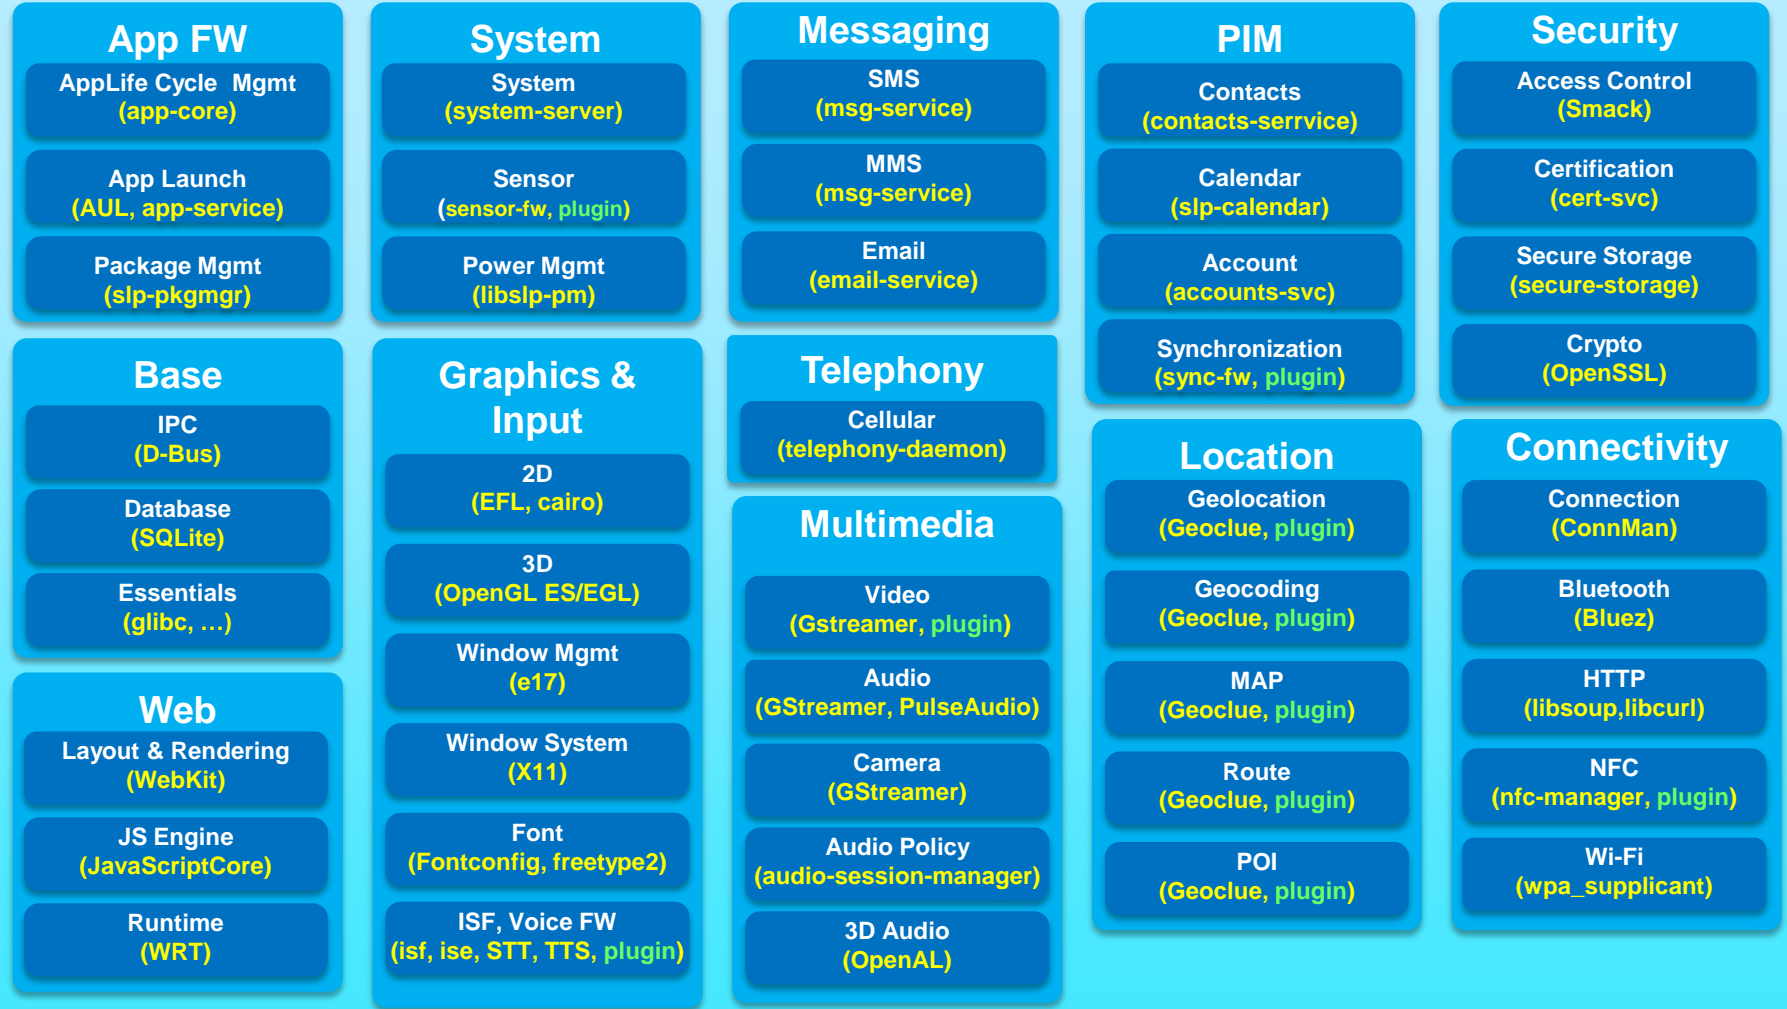 App FW
AppLife Cycle  Mgmt
(app-core)
App Launch
(AUL, app-service)
Package Mgmt
(slp-pkgmgr)
System
System
(system-server)
Sensor
(sensor-fw, plugin)
Power Mgmt
(libslp-pm)
Messaging
SMS
(msg-service)
MMS
(msg-service)
Email
(email-service)
PIM
Contacts
(contacts-serrvice)
Calendar
(slp-calendar)
Account
(accounts-svc)
Synchronization
(sync-fw, plugin)
Security
Access Control
(Smack)
Certification
(cert-svc)
Secure Storage
(secure-storage)
Crypto
(OpenSSL)
Base
IPC
(D-Bus)
Database
(SQLite)
Essentials
(glibc, …)
Graphics &
Input
2D
(EFL, cairo)
3D
(OpenGL ES/EGL)
Window Mgmt
(e17)
Window System
(X11)
Font
(Fontconfig, freetype2)
ISF, Voice FW
(isf, ise, STT, TTS, plugin)
Telephony
Cellular
(telephony-daemon)
Multimedia
Video
(Gstreamer, plugin)
Audio
(GStreamer, PulseAudio)
Camera
(GStreamer)
Audio Policy
(audio-session-manager)
3D Audio
(OpenAL)
Location
Geolocation
(Geoclue, plugin)
Geocoding
(Geoclue, plugin)
MAP
(Geoclue, plugin)
Route
(Geoclue, plugin)
POI
(Geoclue, plugin)
Connectivity
Connection
(ConnMan)
Bluetooth
(Bluez)
HTTP
(libsoup,libcurl)
NFC
(nfc-manager, plugin)
Wi-Fi
(wpa_supplicant)
Web
Layout & Rendering
(WebKit)
JS Engine
(JavaScriptCore)
Runtime
(WRT)